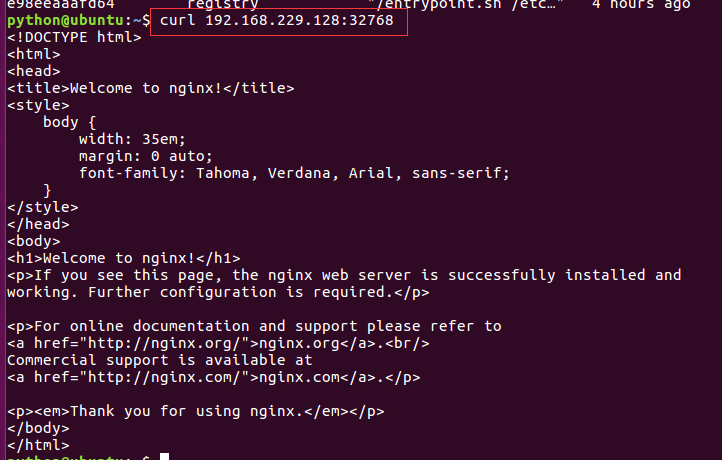 e98eeaaafd64        registry            "/entrypoint.sh /etc…"   4 hours ago
python@ubuntu:~$ curl 192.168.229.128:32768
<!DOCTYPE html>
<html>
<head>
<title>Welcome to nginx!</title>
<style>
    body {
        width: 35em;
        margin: 0 auto;
        font-family: Tahoma, Verdana, Arial, sans-serif;
    }
</style>
</head>
<body>
<h1>Welcome to nginx!</h1>
<p>If you see this page, the nginx web server is successfully installed and
working. Further configuration is required.</p>

<p>For online documentation and support please refer to
<a href="http://nginx.org/">nginx.org</a>.<br/>
Commercial support is available at
<a href="http://nginx.com/">nginx.com</a>.</p>

<p><em>Thank you for using nginx.</em></p>
</body>
</html>
python@ubuntu:~$